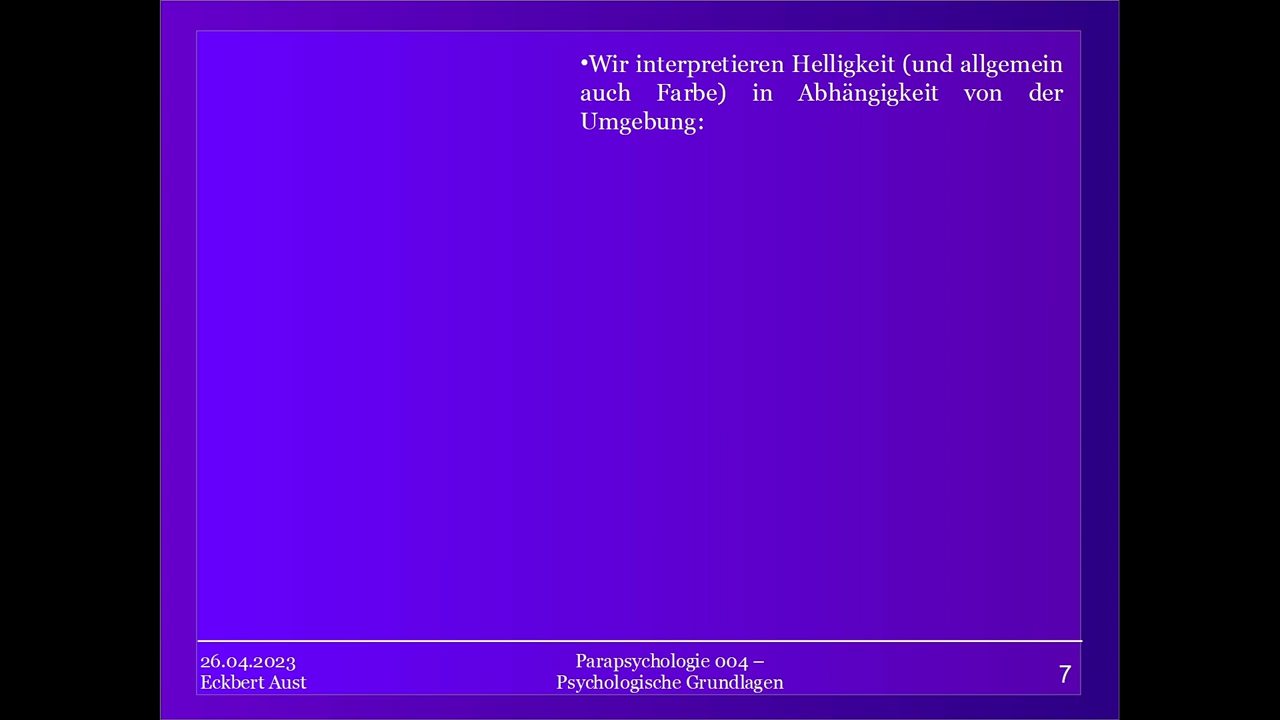 •Wir interpretieren Helligkeit (und allgemein
auch Farbe) in Abhängigkeit von der
Umgebung:
26.04.2023
Eckbert Aust
Parapsychologie 004 –
Psychologische Grundlagen
7